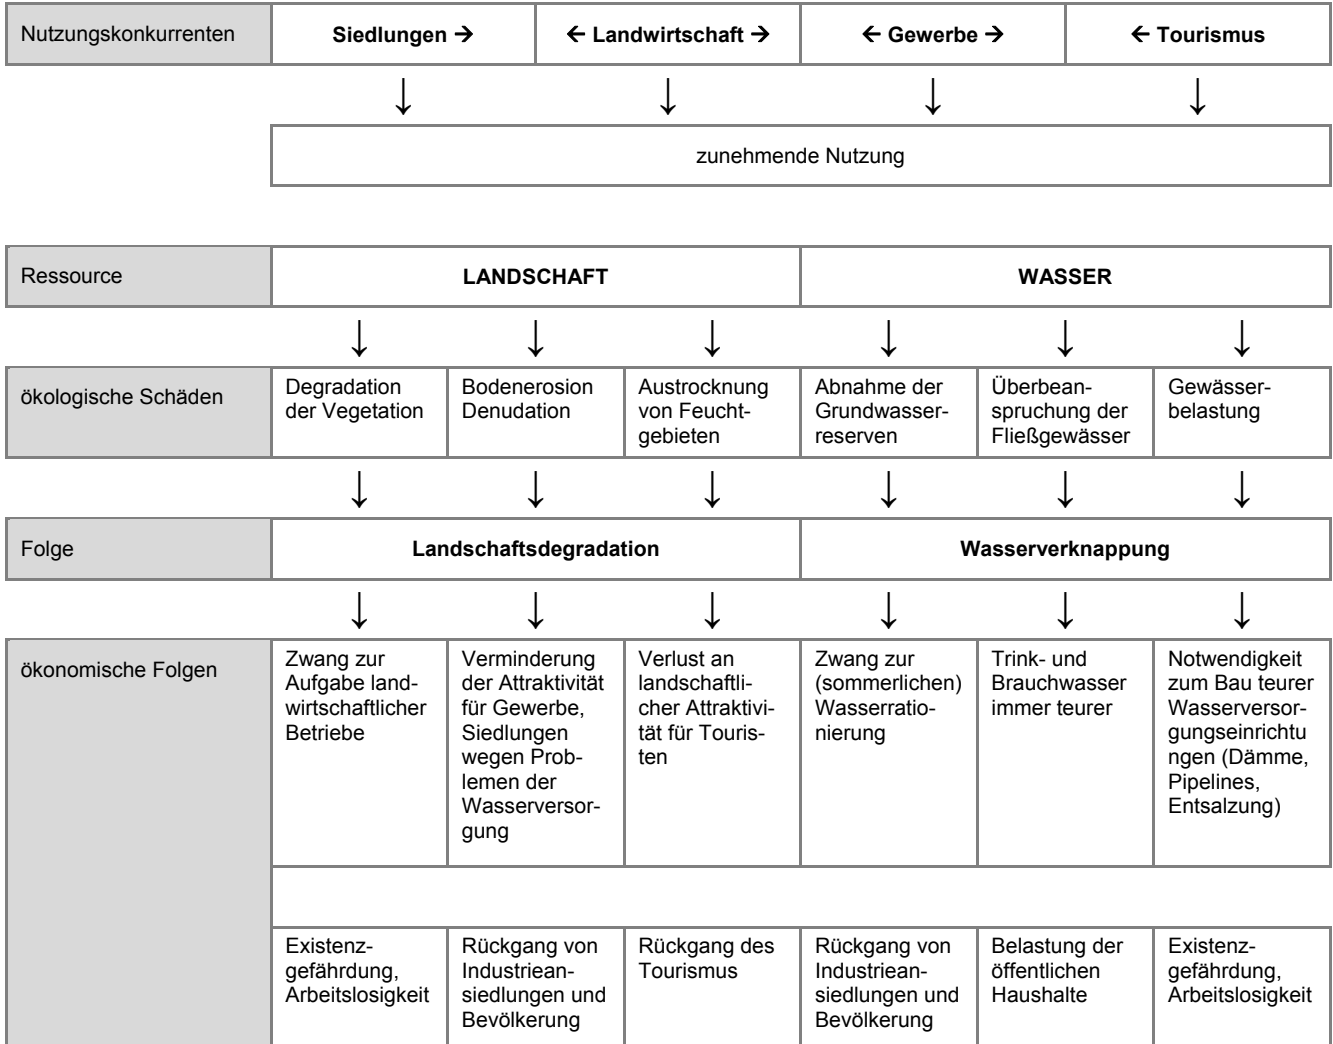 Nutzungskonkurrenten
Siedlungen →
← Landwirtschaft →
← Gewerbe →
← Tourismus
zunehmende Nutzung
Ressource
LANDSCHAFT
WASSER
ökologische Schäden
Degradation
der Vegetation
Bodenerosion
Denudation
Austrocknung
von Feucht-
gebieten
Abnahme der
Grundwasser-
reserven
Überbean-
spruchung der
Fließgewässer
Gewässer-
belastung
Folge
Landschaftsdegradation
Wasserverknappung
ökonomische Folgen
Zwang zur
Aufgabe land-
wirtschaftlicher
Betriebe
Verminderung
der Attraktivität
für Gewerbe,
Siedlungen
wegen Prob-
lemen der
Wasserversor-
gung
Verlust an
landschaftli-
cher Attraktivi-
tät für Touris-
ten
Zwang zur
(sommerlichen)
Wasserratio-
nierung
Trink- und
Brauchwasser
immer teurer
Notwendigkeit
zum Bau teurer
Wasserversor-
gungseinrichtu
ngen (Dämme,
Pipelines,
Entsalzung)
Existenz-
gefährdung,
Arbeitslosigkeit
Rückgang von
Industriean-
siedlungen und
Bevölkerung
Rückgang des
Tourismus
Rückgang von
Industriean-
siedlungen und
Bevölkerung
Belastung der
öffentlichen
Haushalte
Existenz-
gefährdung,
Arbeitslosigkeit